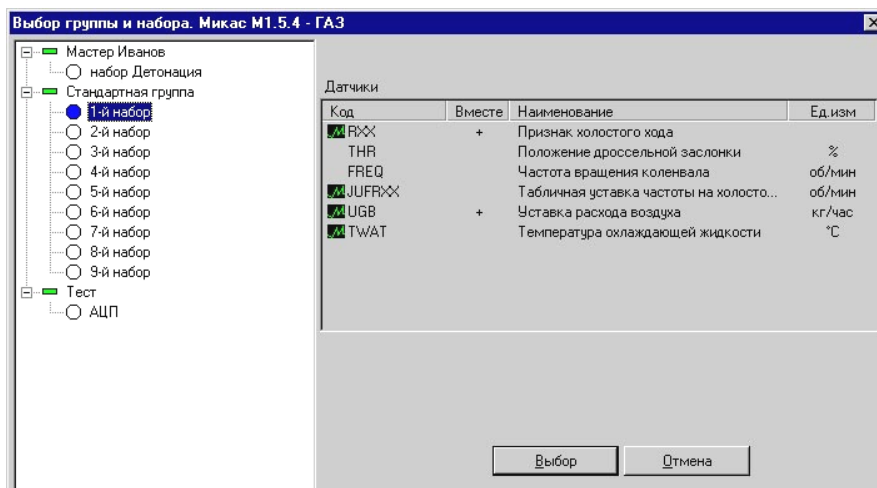 Выбор группы и набора. Микас М1.5.4 - ГАЗ
Мастер Иванов
набор Детонация
Стандартная группа
1-й набор
2-й набор
3-й набор
4-й набор
5-й набор
6-й набор
7-й набор
8-й набор
9-й набор
Тест
АЦП
Датчики
Код Вместе Наименование Ед.изм
RXX + Признак холостого хода
THR Положение дроссельной заслонки %
FREQ Частота вращения коленвала об/мин
JUFRXX Табличная уставка частоты на холосто... об/мин
UGB + Уставка расхода воздуха кг/час
TWAT Температура охлаждающей жидкости °C
Выбор Отмена